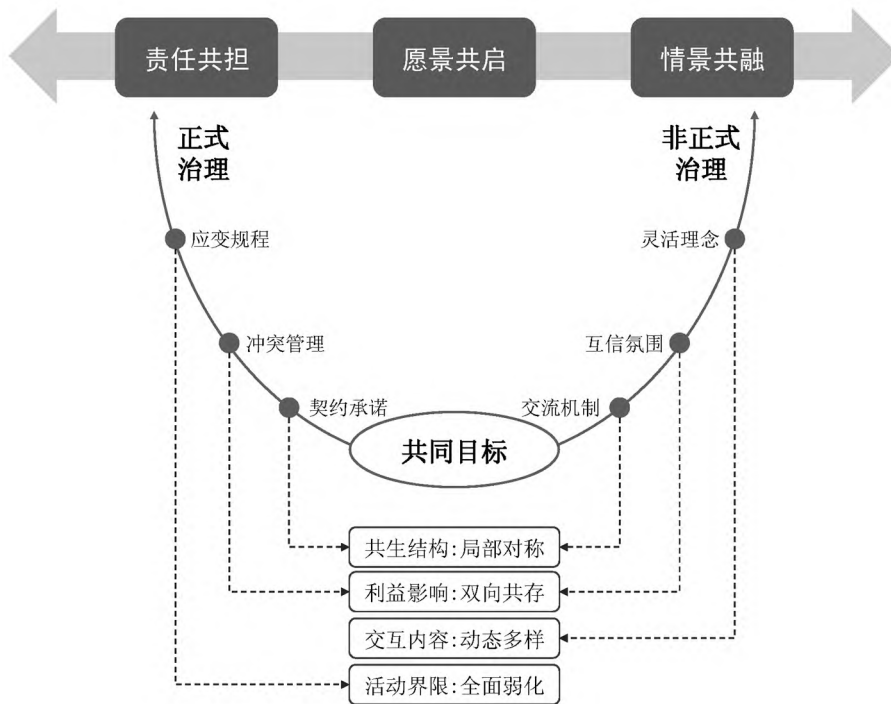 责任共担
愿景共启
情景共融
正式
治理
非正式
治理
应变规程
灵活理念
冲突管理
互信氛围
契约承诺
交流机制
共同目标
共生结构:局部对称
利益影响:双向共存
交互内容:动态多样
活动界限:全面弱化